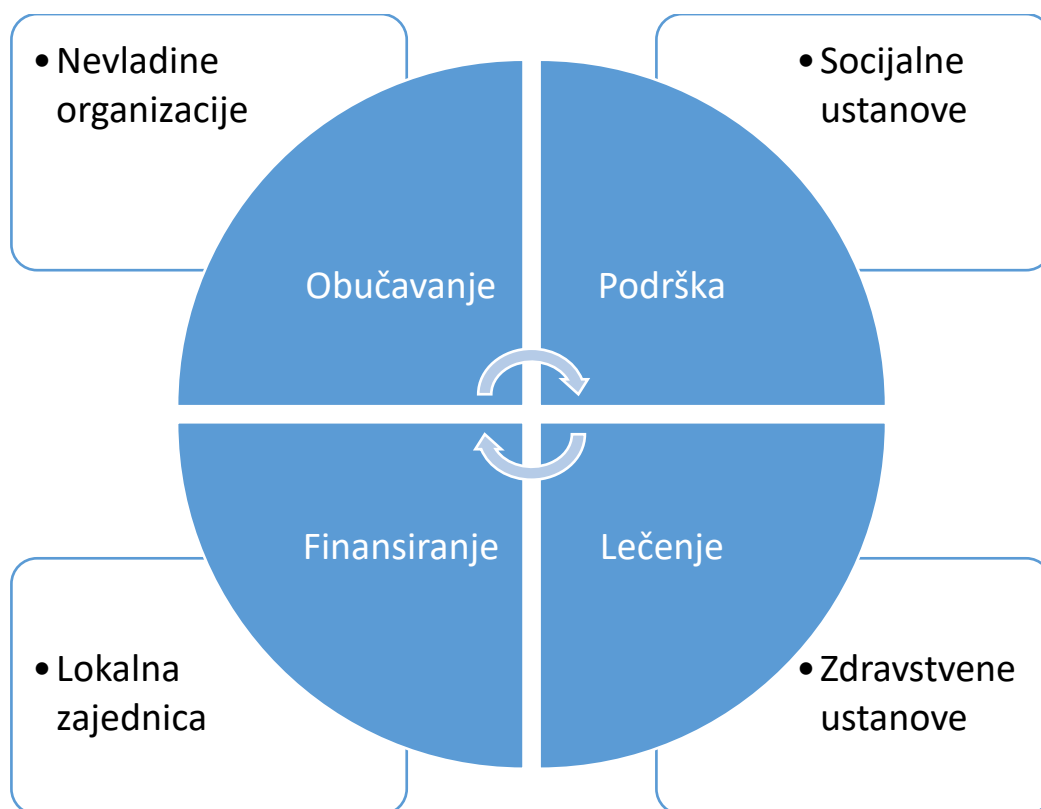 • Nevladine
organizacije
• Socijalne
ustanove
Obučavanje
Podrška
Finansiranje
Lečenje
• Lokalna
zajednica
• Zdravstvene
ustanove